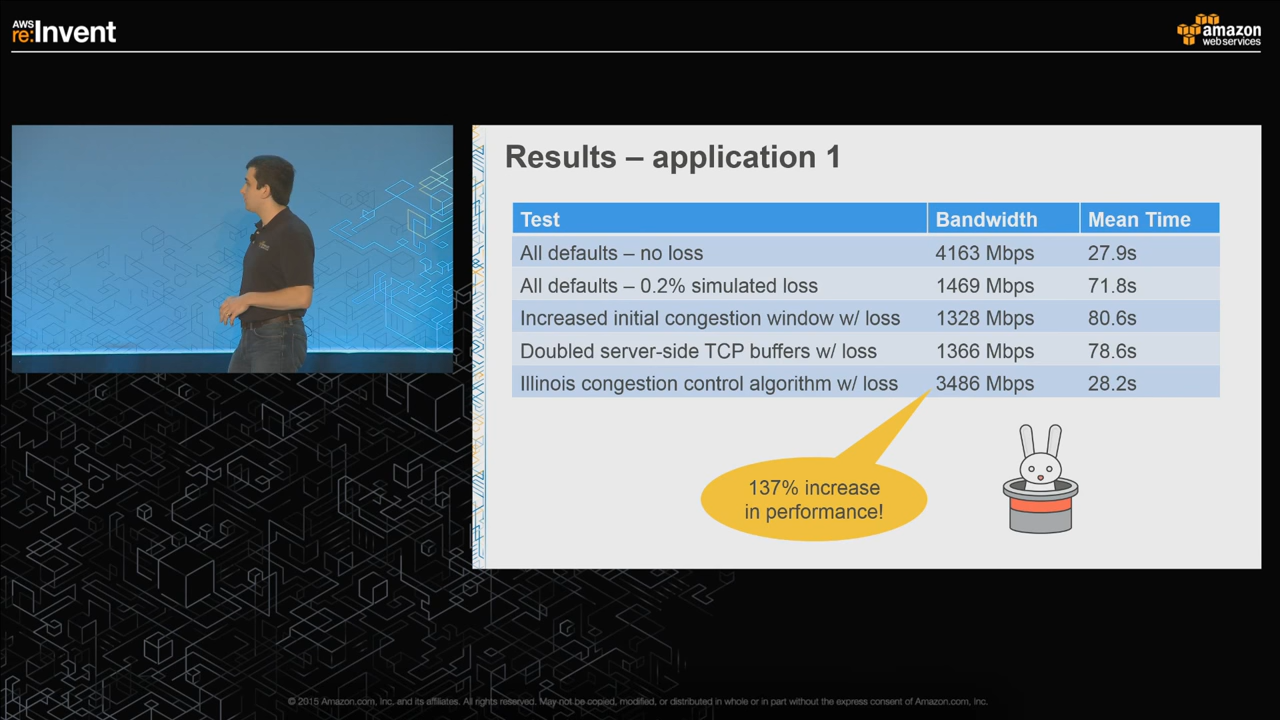 AWS
re:Invent
amazon
web services
Results – application 1
Test Bandwidth Mean Time
All defaults – no loss 4163 Mbps 27.9s
All defaults – 0.2% simulated loss 1469 Mbps 71.8s
Increased initial congestion window w/ loss 1328 Mbps 80.6s
Doubled server-side TCP buffers w/ loss 1366 Mbps 78.6s
Illinois congestion control algorithm w/ loss 3486 Mbps 28.2s
137% increase
in performance!
© 2015 Amazon.com, Inc. and its affiliates. All rights reserved. May not be copied, modified, or distributed in whole or in part without the express consent of Amazon.com, Inc.